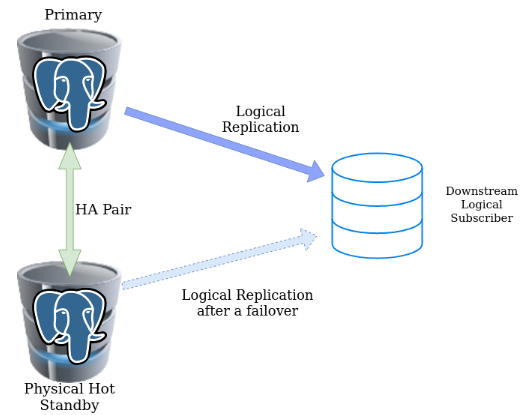 Primary
Logical
Replication
HA Pair
Downstream
Logical
Subscriber
Logical Replication
after a failover
Physical Hot
Standby